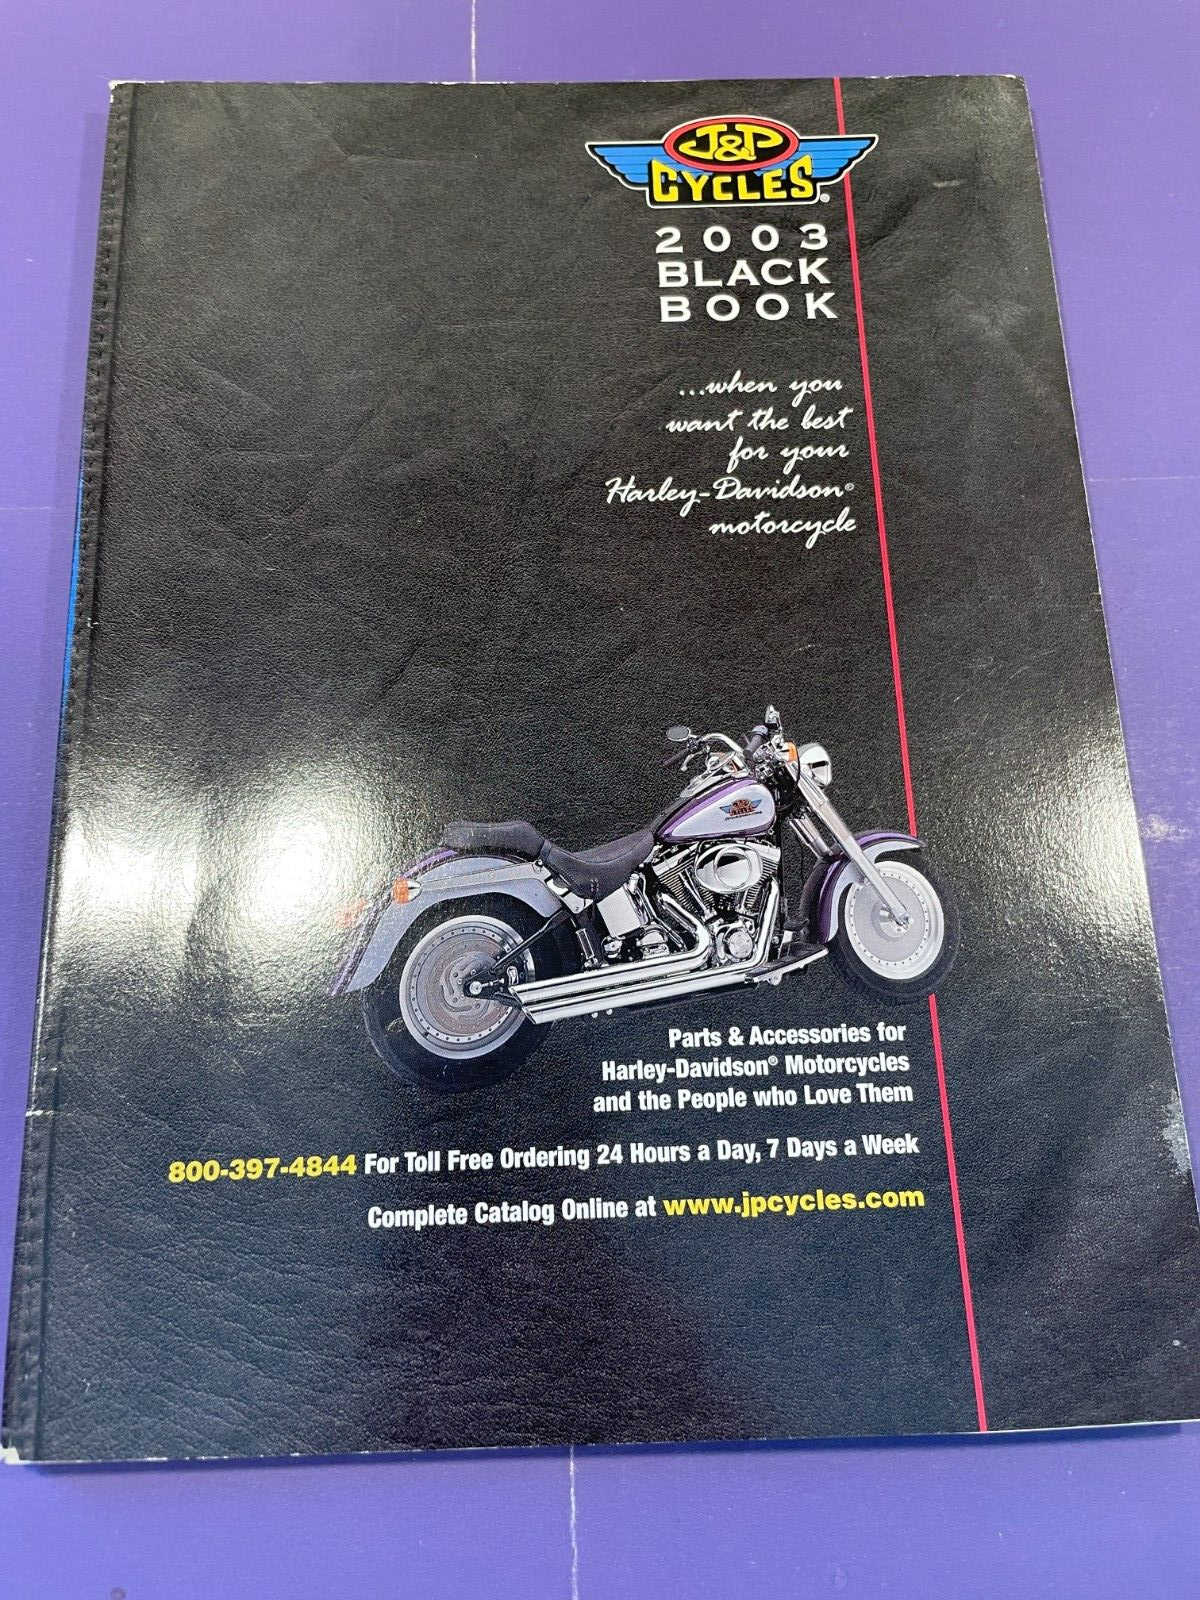 J&P
CYCLES®
2003
BLACK
BOOK
...when you
want the best
for your
Harley-Davidson®
motorcycle
Parts & Accessories for
Harley-Davidson® Motorcycles
and the People who Love Them
800-397-4844 For Toll Free Ordering 24 Hours a Day, 7 Days a Week
Complete Catalog Online at www.jpcycles.com